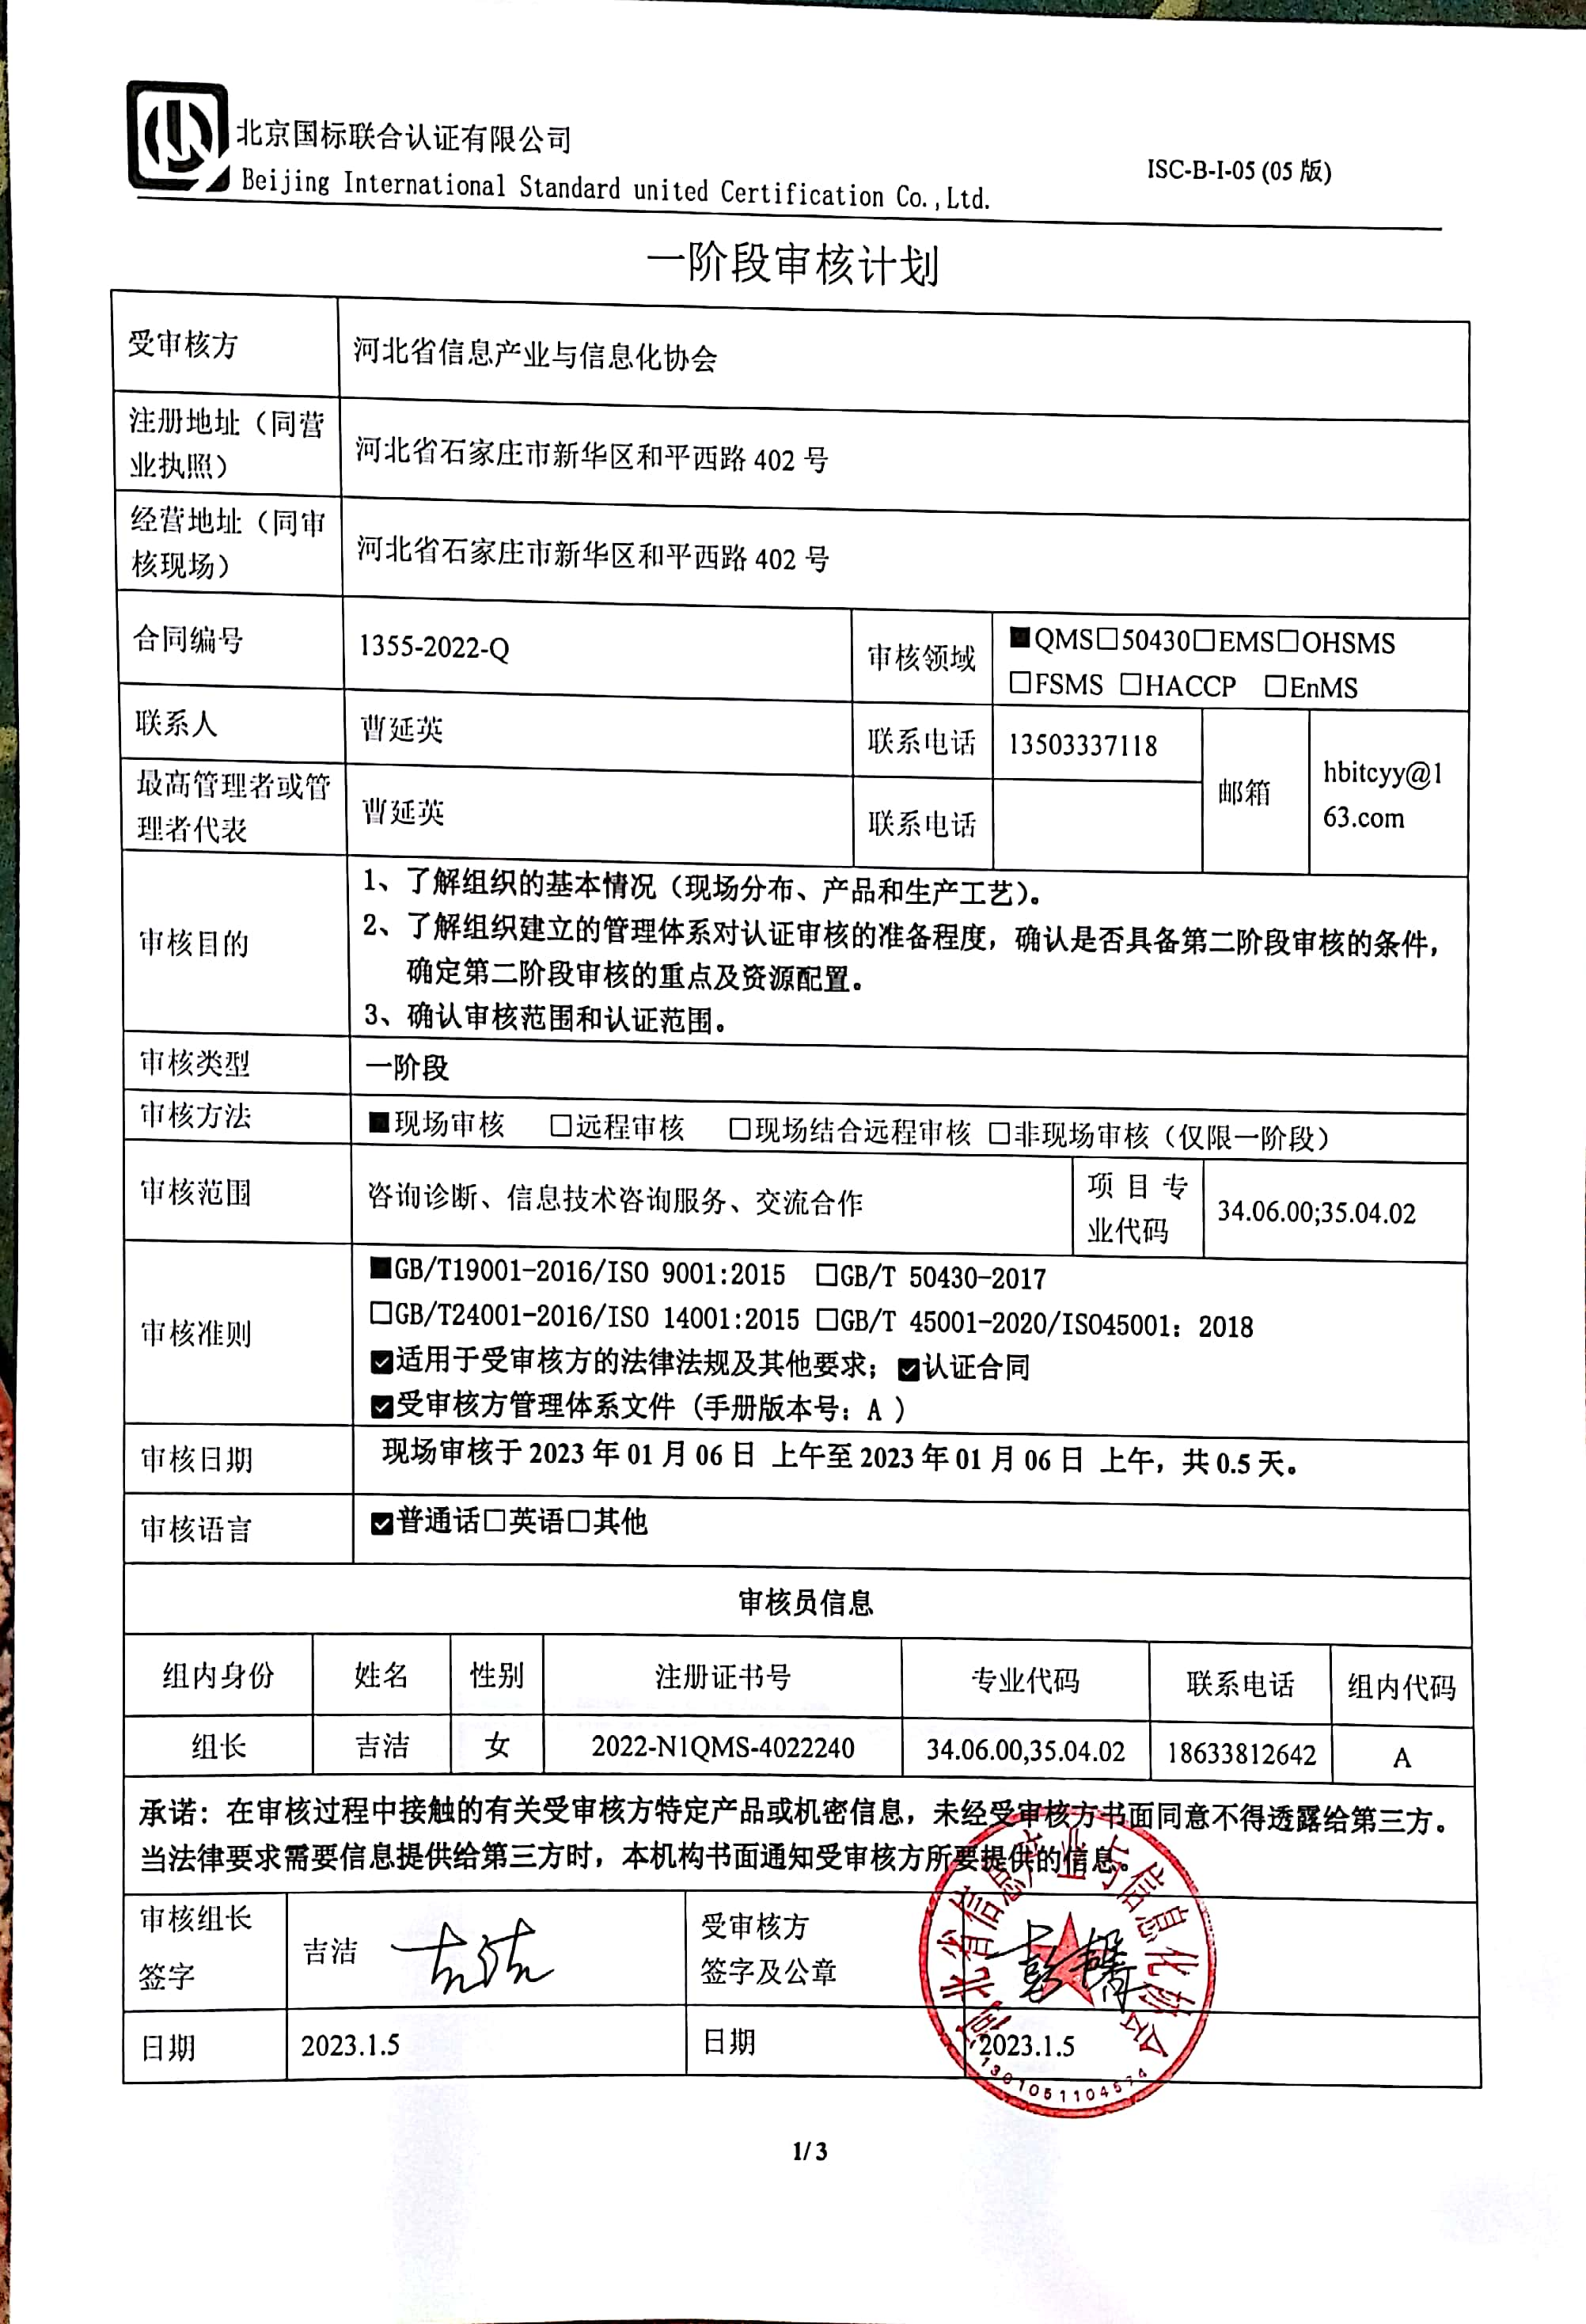 北京国标联合认证有限公司
Beijing International Standard united Certification Co.,Ltd.
ISC-B-I-05 (05 版)
一阶段审核计划
受审核方
河北省信息产业与信息化协会
注册地址（同营
业执照）
河北省石家庄市新华区和平西路 402 号
经营地址（同审
核现场）
河北省石家庄市新华区和平西路 402 号
合同编号
1355-2022-Q
审核领域
■QMS□50430□EMS□OHSMS
□FSMS □HACCP □EnMS
联系人
曹延英
联系电话
13503337118
邮箱
hbitcyy@1
63.com
最高管理者或管
理者代表
曹延英
联系电话
审核目的
1、了解组织的基本情况（现场分布、产品和生产工艺）。
2、了解组织建立的管理体系对认证审核的准备程度，确认是否具备第二阶段审核的条件，
确定第二阶段审核的重点及资源配置。
3、确认审核范围和认证范围。
审核类型
一阶段
审核方法
■现场审核 □远程审核 □现场结合远程审核 □非现场审核（仅限一阶段）
审核范围
咨询诊断、信息技术咨询服务、交流合作
项 目 专
业代码
34.06.00;35.04.02
审核准则
■GB/T19001-2016/ISO 9001:2015 □GB/T 50430-2017
□GB/T24001-2016/ISO 14001:2015 □GB/T 45001-2020/ISO45001：2018
☑适用于受审核方的法律法规及其他要求；☑认证合同
☑受审核方管理体系文件（手册版本号：A ）
审核日期
现场审核于 2023 年 01 月 06 日 上午至 2023 年 01 月 06 日 上午，共 0.5 天。
审核语言
☑普通话□英语□其他
审核员信息
组内身份 姓名 性别 注册证书号 专业代码 联系电话 组内代码
组长 吉洁 女 2022-N1QMS-4022240 34.06.00,35.04.02 18633812642 A
承诺：在审核过程中接触的有关受审核方特定产品或机密信息，未经受审核方书面同意不得透露给第三方。
当法律要求需要信息提供给第三方时，本机构书面通知受审核方所要提供的信息。
审核组长
签字
吉洁 吉洁
受审核方
签字及公章
河北省信息产业与信息化协会
日期
2023.1.5
日期
2023.1.5
1/ 3